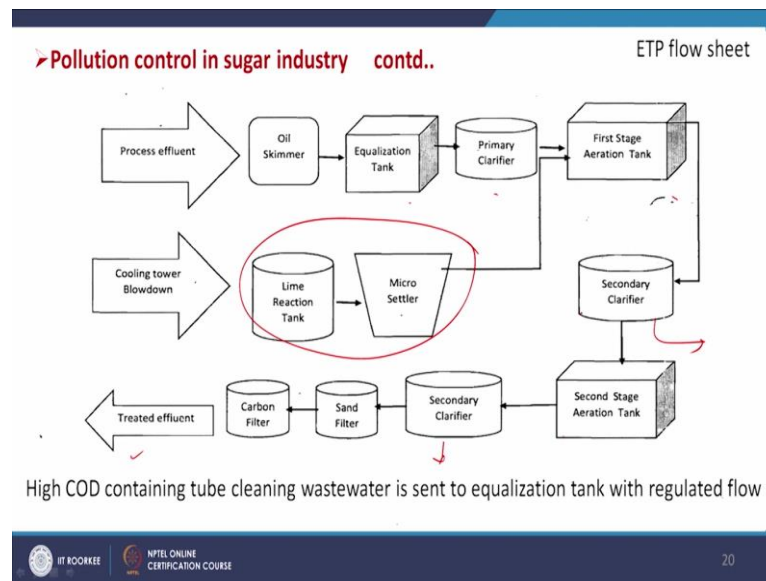 ➢Pollution control in sugar industry contd..
ETP flow sheet
Process effluent
Oil
Skimmer
Equalization
Tank
Primary
Clarifier
First Stage
Aeration Tank
Cooling tower
Blowdown
Lime
Reaction
Tank
Micro
Settler
Secondary
Clarifier
Treated effluent
Carbon
Filter
Sand
Filter
Secondary
Clarifier
Second Stage
Aeration Tank
High COD containing tube cleaning wastewater is sent to equalization tank with regulated flow
IIT ROORKEE
NPTEL ONLINE
CERTIFICATION COURSE
20